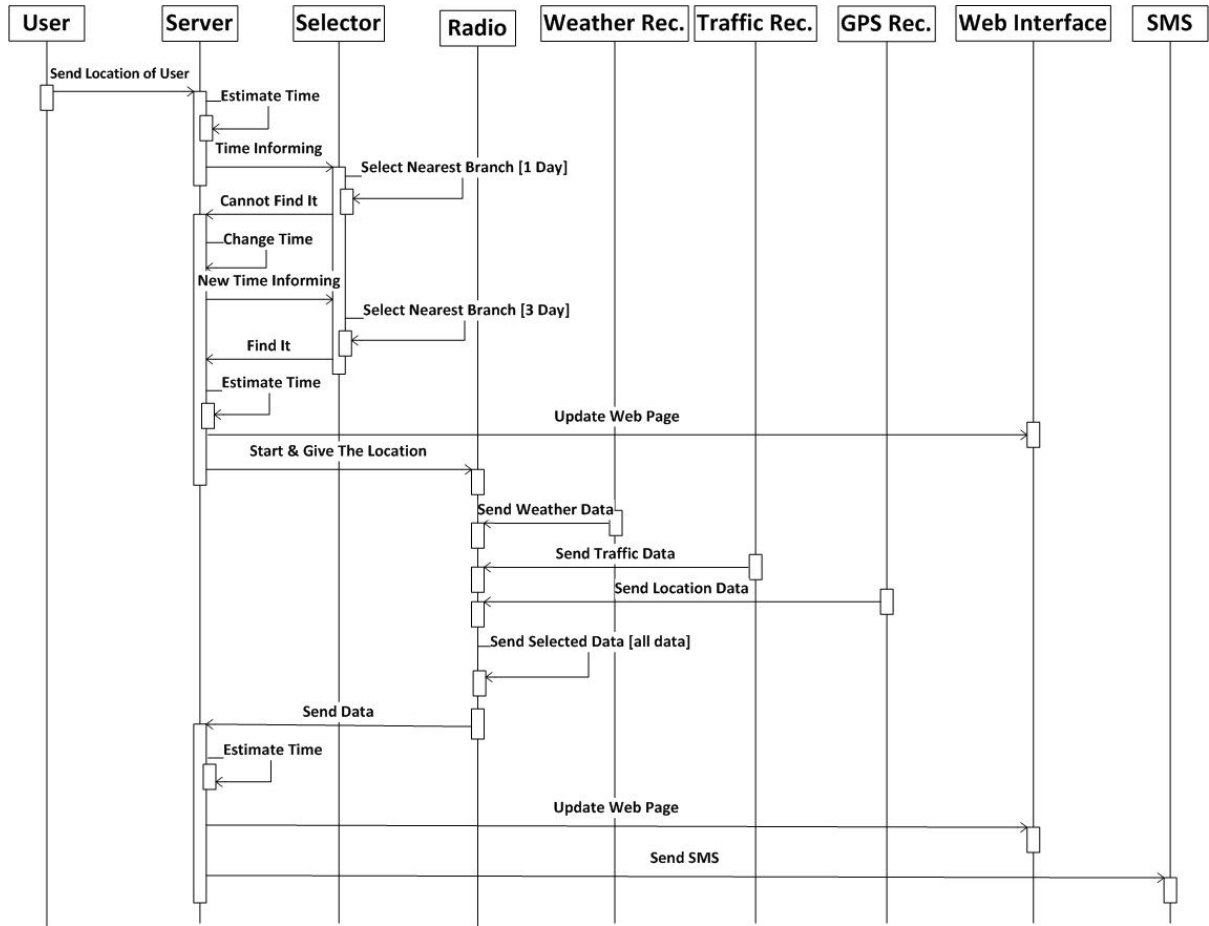 User
Server
Selector
Radio
Weather Rec.
Traffic Rec.
GPS Rec.
Web Interface
SMS
Send Location of User
Estimate Time
Time Informing
Select Nearest Branch [1 Day]
Cannot Find It
Change Time
New Time Informing
Select Nearest Branch [3 Day]
Find It
Estimate Time
Update Web Page
Start & Give The Location
Send Weather Data
Send Traffic Data
Send Location Data
Send Selected Data [all data]
Send Data
Estimate Time
Update Web Page
Send SMS